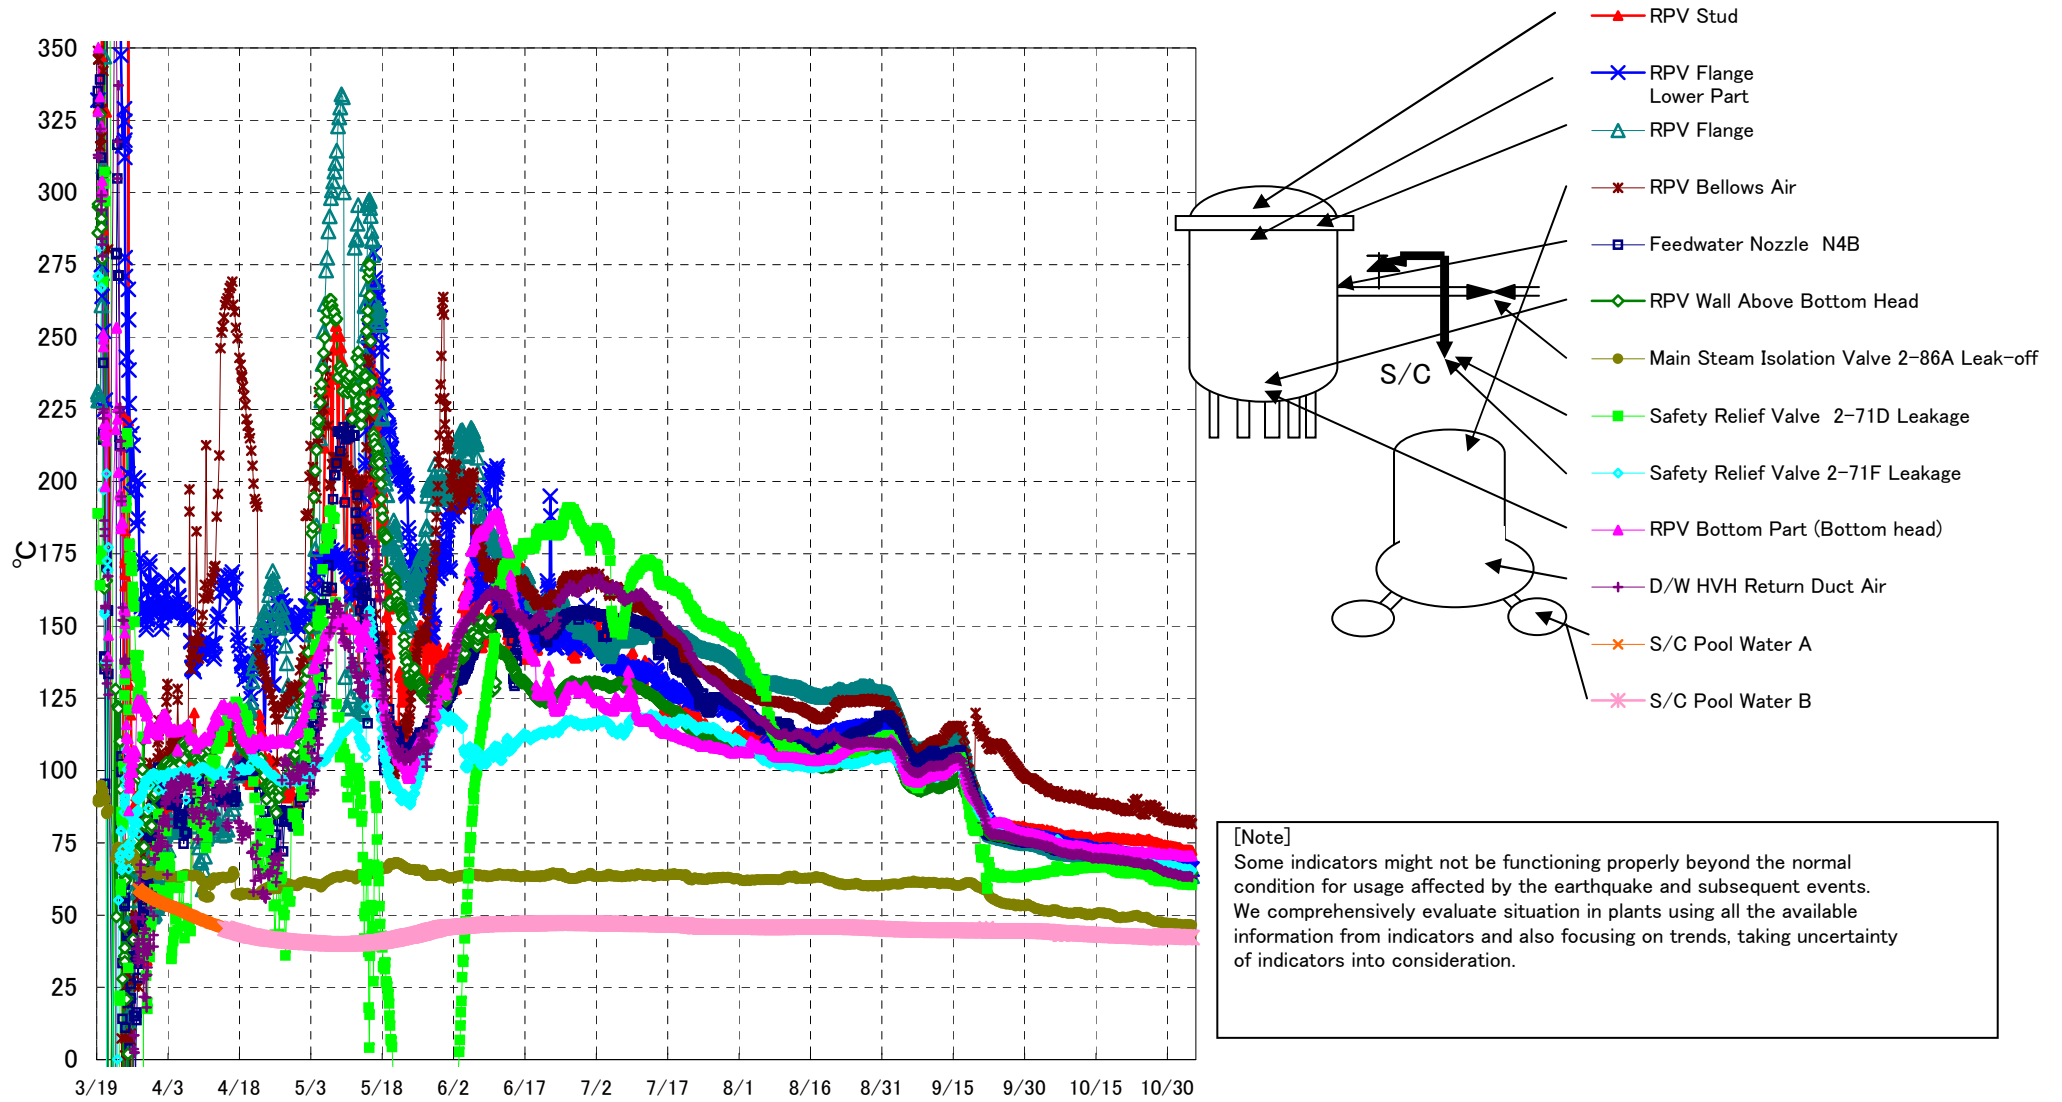 350
325
300
275
250
225
200
175
150
125
100
75
50
25
0
℃
3/19
4/3
4/18
5/3
5/18
6/2
6/17
7/2
7/17
8/1
8/16
8/31
9/15
9/30
10/15
10/30
RPV Stud
RPV Flange
Lower Part
RPV Flange
RPV Bellows Air
Feedwater Nozzle N4B
RPV Wall Above Bottom Head
Main Steam Isolation Valve 2-86A Leak-off
Safety Relief Valve 2-71D Leakage
Safety Relief Valve 2-71F Leakage
RPV Bottom Part (Bottom head)
D/W HVH Return Duct Air
S/C Pool Water A
S/C Pool Water B
S/C
[Note]
Some indicators might not be functioning properly beyond the normal
condition for usage affected by the earthquake and subsequent events.
We comprehensively evaluate situation in plants using all the available
information from indicators and also focusing on trends, taking uncertainty
of indicators into consideration.